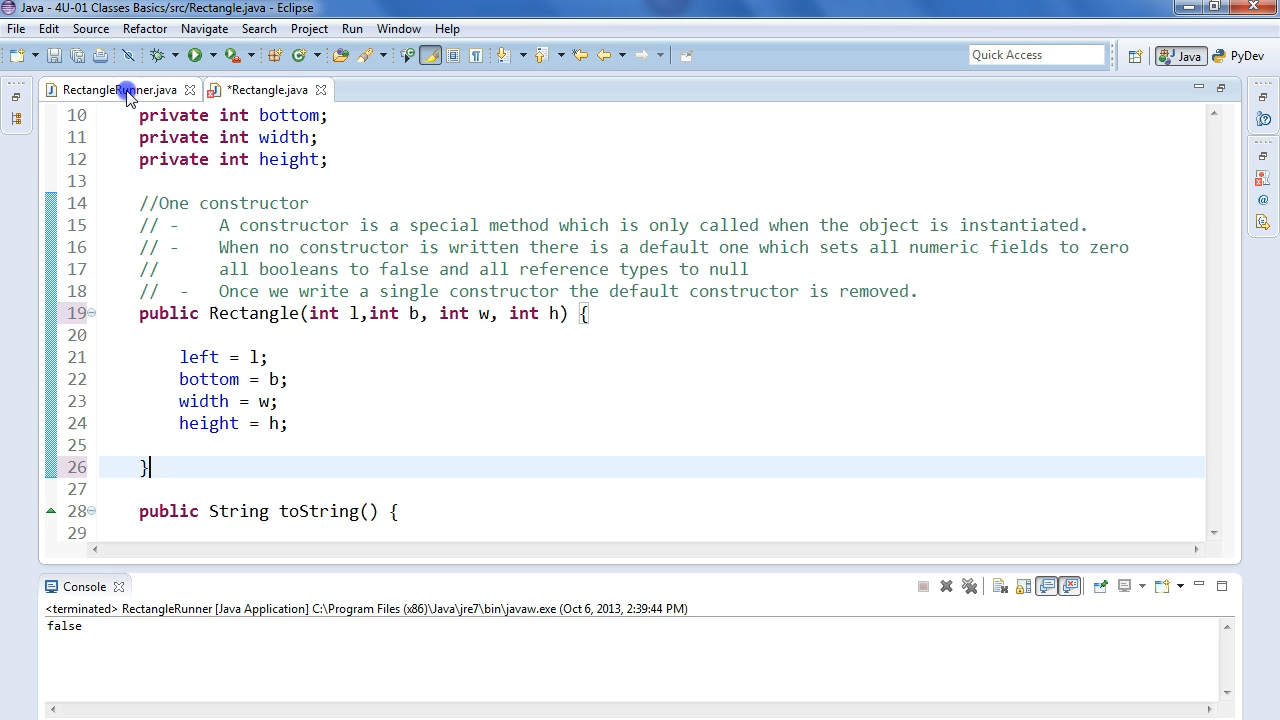 Java - 4U-01 Classes Basics/src/Rectangle.java - Eclipse
File Edit Source Refactor Navigate Search Project Run Window Help
Quick Access Java PyDev
RectangleRunner.java *Rectangle.java
10 private int bottom;
11 private int width;
12 private int height;
13
14 //One constructor
15 // - A constructor is a special method which is only called when the object is instantiated.
16 // - When no constructor is written there is a default one which sets all numeric fields to zero
17 // all booleans to false and all reference types to null
18 // - Once we write a single constructor the default constructor is removed.
19 public Rectangle(int l,int b, int w, int h) {
20
21 left = l;
22 bottom = b;
23 width = w;
24 height = h;
25
26 }
27
28 public String toString() {
29
Console
<terminated> RectangleRunner [Java Application] C:\Program Files (x86)\Java\jre7\bin\javaw.exe (Oct 6, 2013, 2:39:44 PM)
false